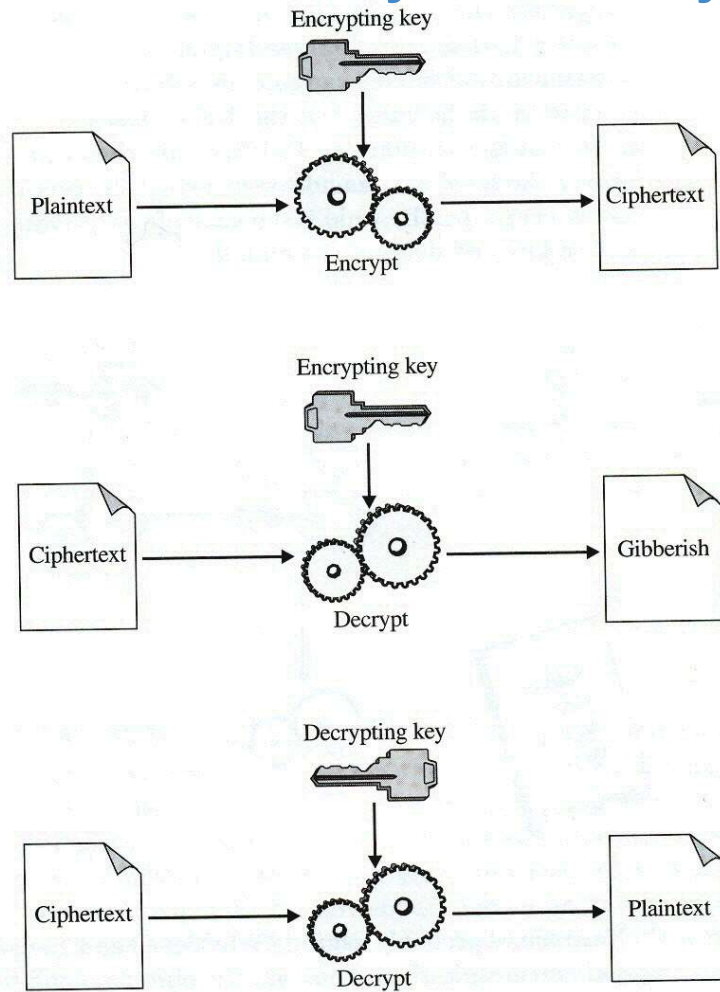 Encrypting key
Plaintext
Ciphertext
Encrypt
Encrypting key
Ciphertext
Gibberish
Decrypt
Decrypting key
Ciphertext
Plaintext
Decrypt